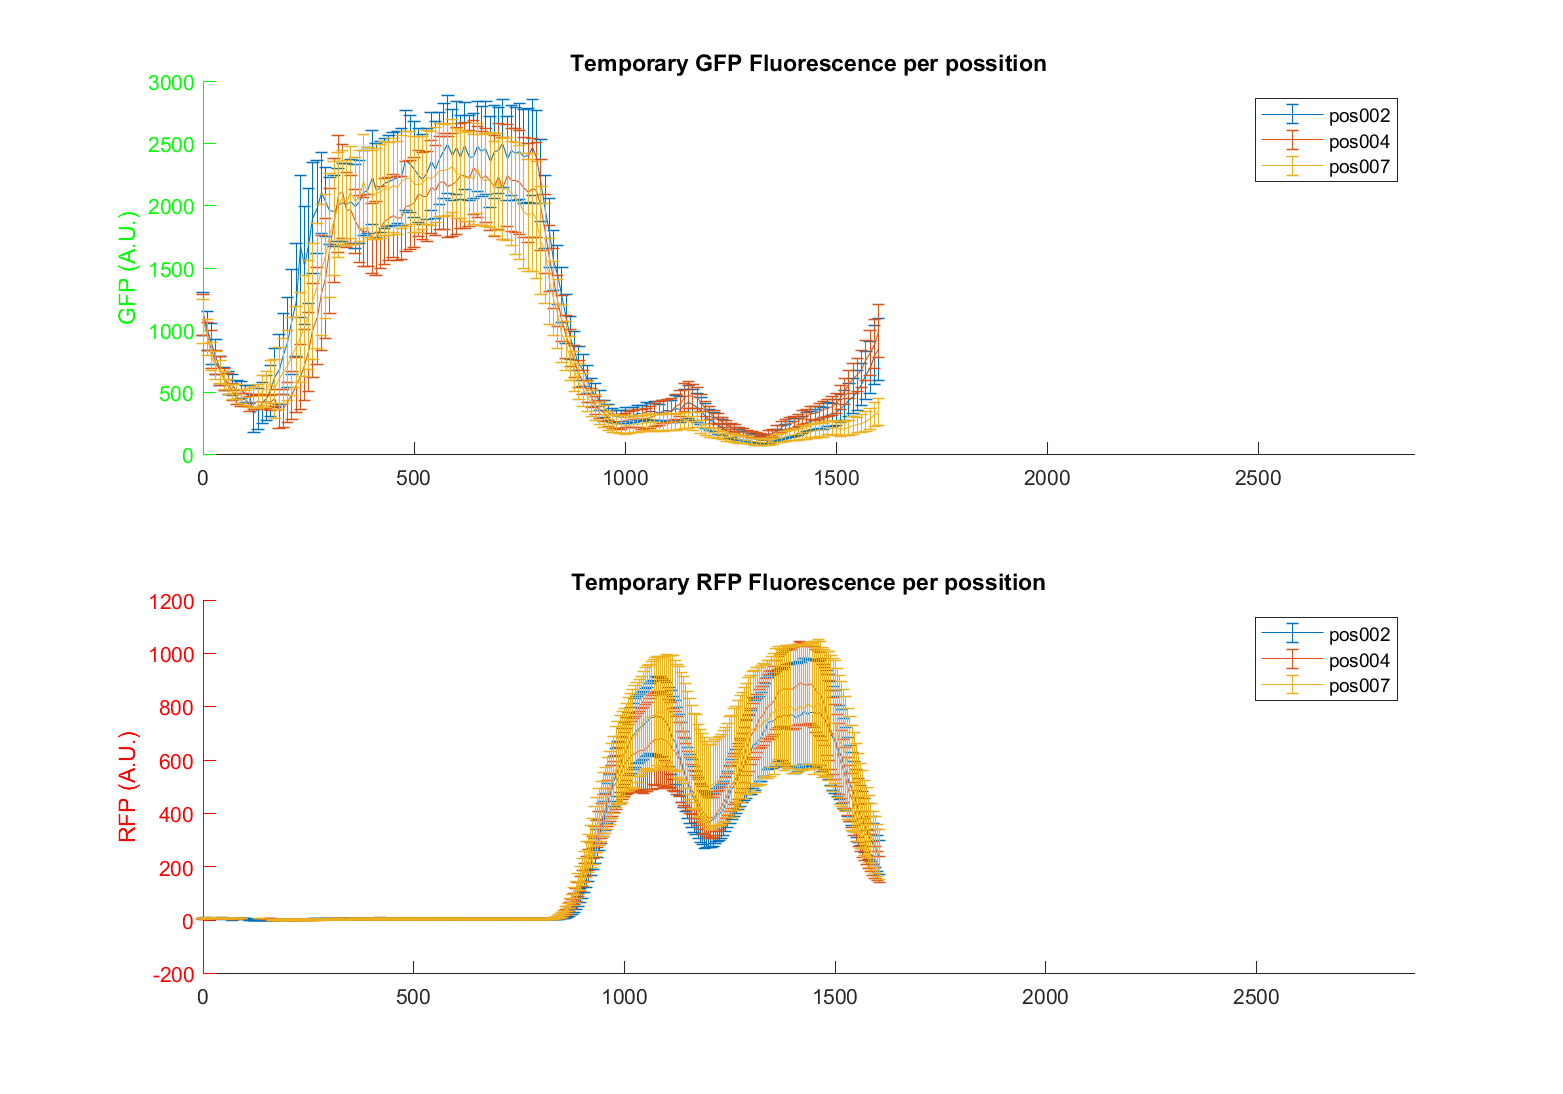 Temporary GFP Fluorescence per possition
3000
2500
2000
1500
1000
500
0
GFP (A.U.)
0 500 1000 1500 2000 2500
pos002
pos004
pos007
Temporary RFP Fluorescence per possition
1200
1000
800
600
400
200
0
-200
RFP (A.U.)
0 500 1000 1500 2000 2500
pos002
pos004
pos007